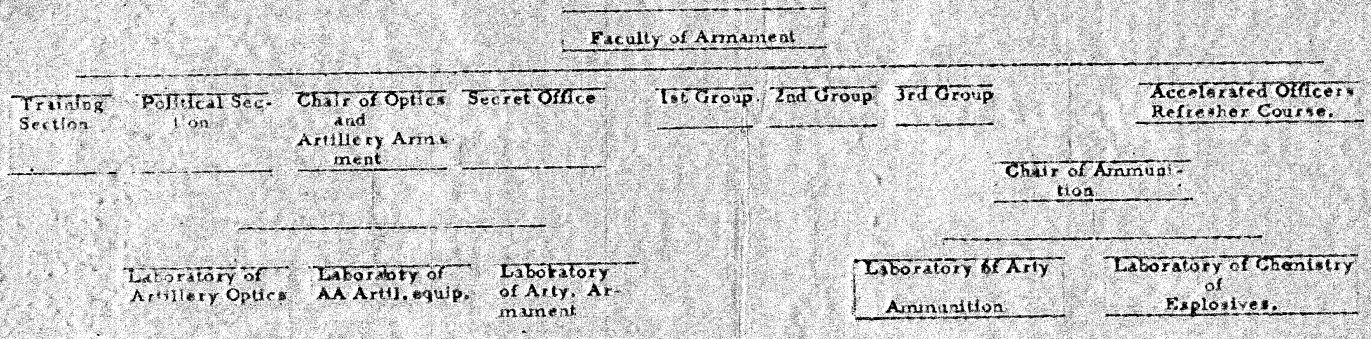 Faculty of Armament
Training
Section
Political Sec-
tion
Chair of Optics
and
Artillery Arma
ment
Secret Office
1st Group
2nd Group
3rd Group
Accelerated Officers
Refresher Course.
Chair of Ammuni-
tion
Laboratory of
Artillery Optics
Laboraoty of
AA Artil. equip.
Laboratory
of Arty. Ar-
mament
Laboratory of Arty
Ammunition
Laboratory of Chemistry
of
Explosives.